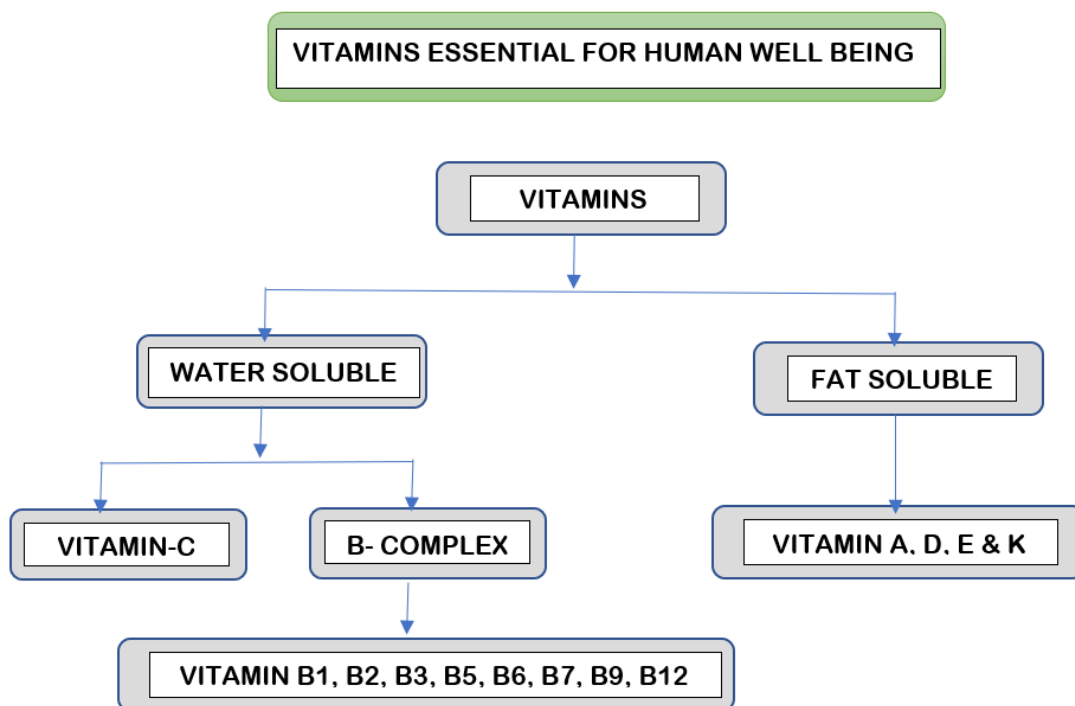 VITAMINS ESSENTIAL FOR HUMAN WELL BEING
VITAMINS
WATER SOLUBLE
FAT SOLUBLE
VITAMIN-C
B- COMPLEX
VITAMIN A, D, E & K
VITAMIN B1, B2, B3, B5, B6, B7, B9, B12